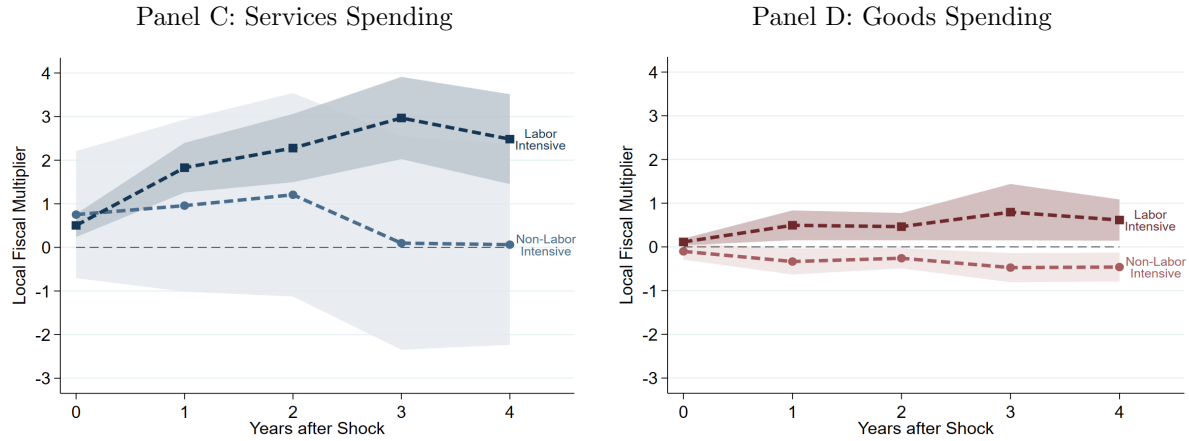 Panel C: Services Spending
Local Fiscal Multiplier
4
3
2
1
0
-1
-2
-3
Labor
Intensive
Non-Labor
Intensive
0 1 2 3 4
Years after Shock
Panel D: Goods Spending
Local Fiscal Multiplier
4
3
2
1
0
-1
-2
-3
Labor
Intensive
Non-Labor
Intensive
0 1 2 3 4
Years after Shock